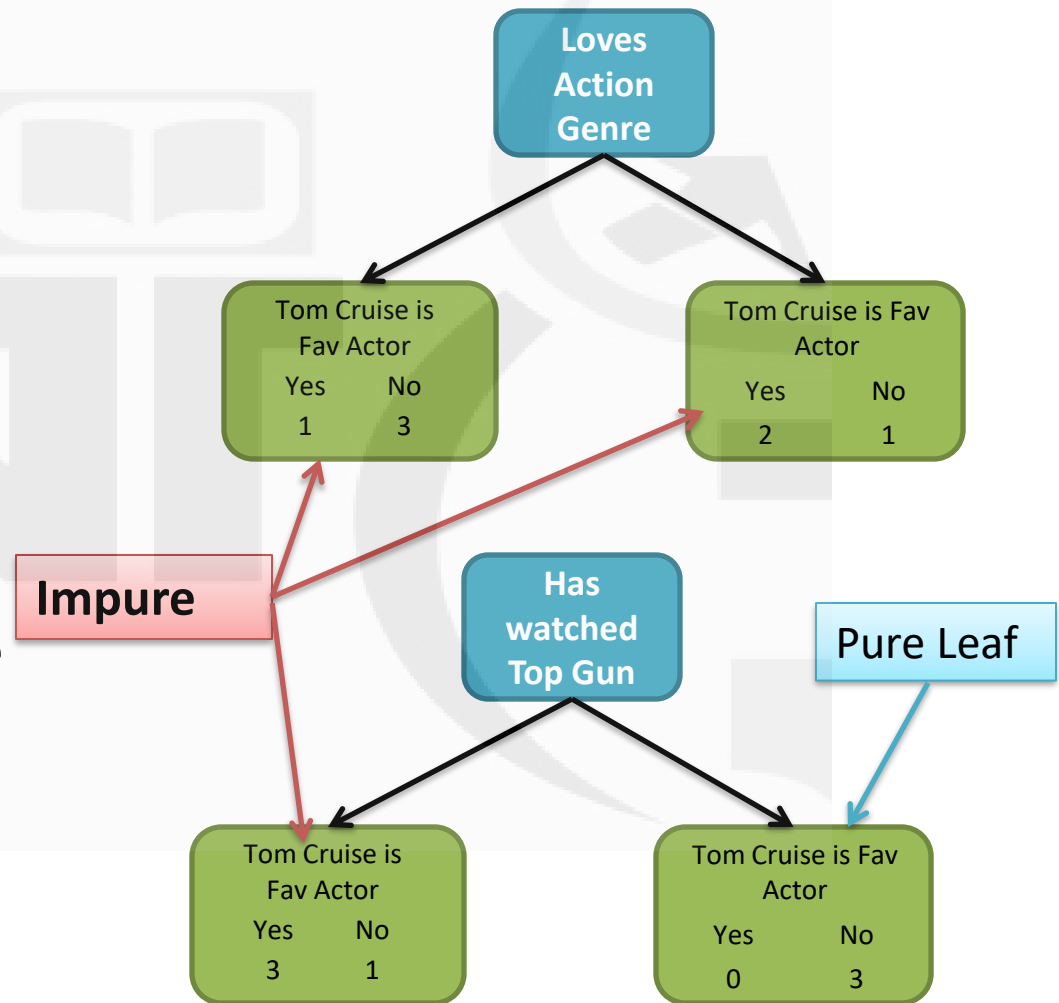 Loves
Action
Genre
Tom Cruise is
Fav Actor
Yes No
1 3
Tom Cruise is Fav
Actor
Yes No
2 1
Impure
Has
watched
Top Gun
Pure Leaf
Tom Cruise is
Fav Actor
Yes No
3 1
Tom Cruise is Fav
Actor
Yes No
0 3